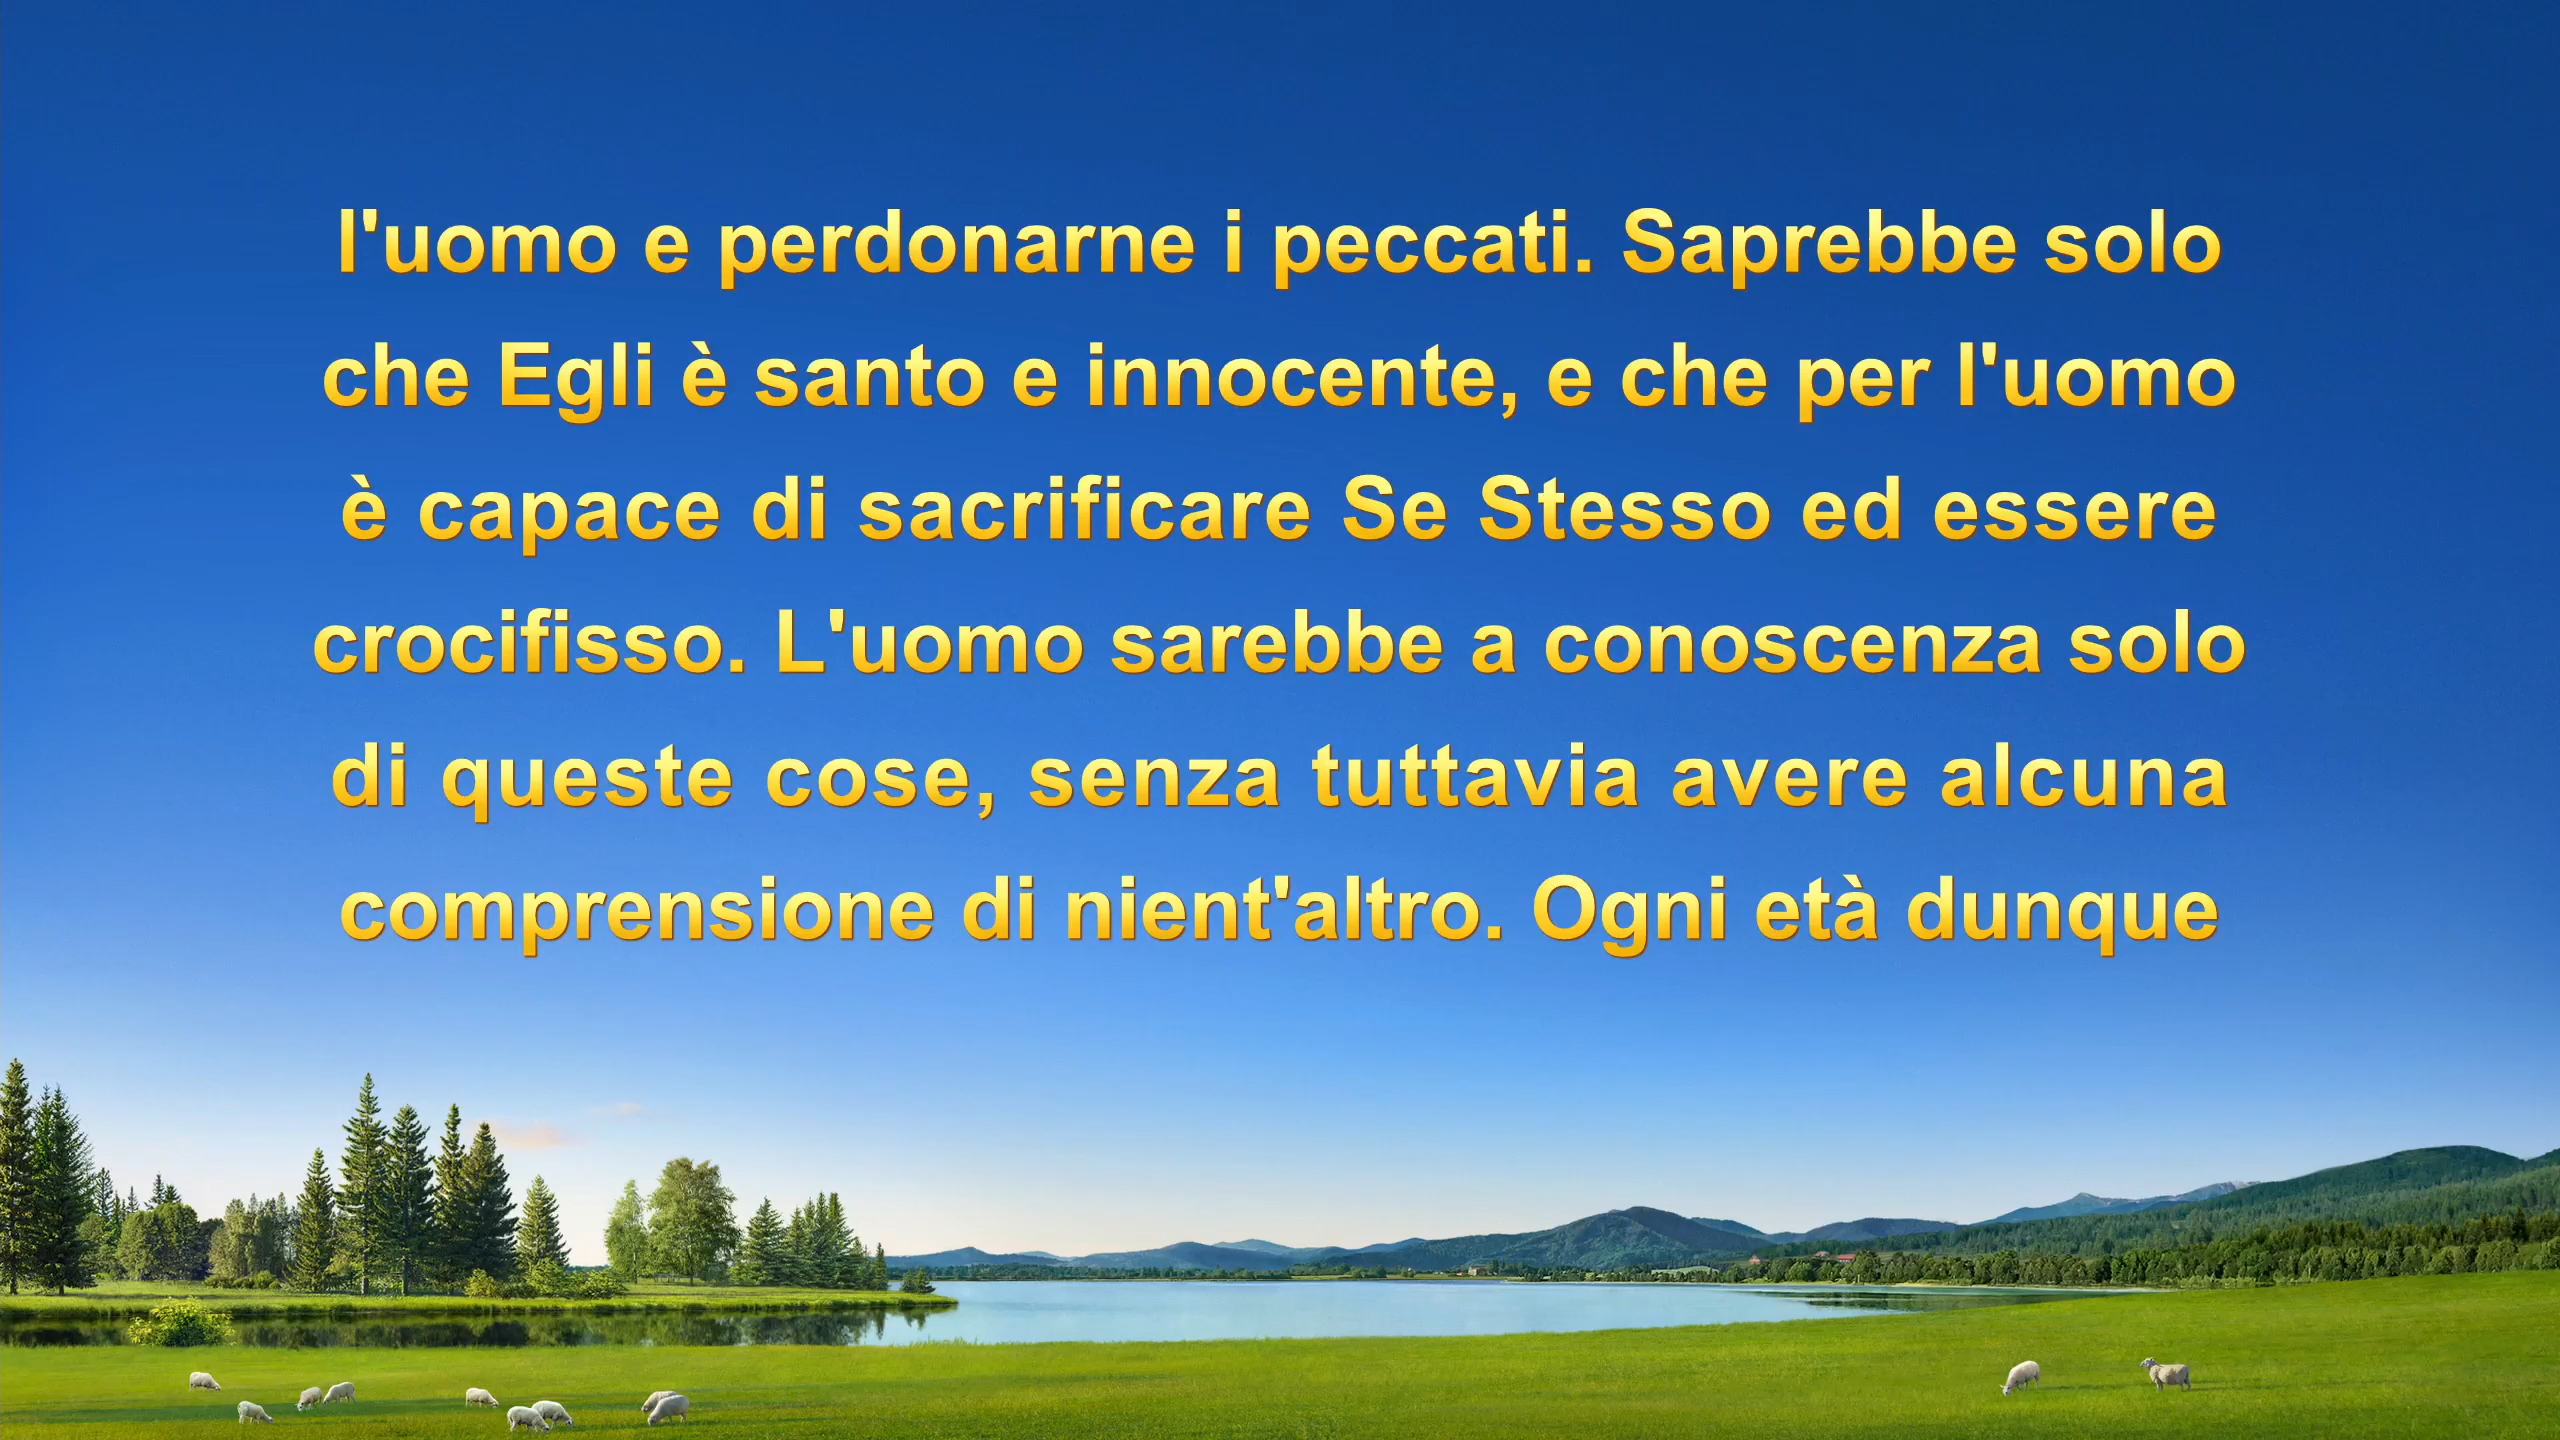 l'uomo e perdonarne i peccati. Saprebbe solo
che Egli è santo e innocente, e che per l'uomo
è capace di sacrificare Se Stesso ed essere
crocifisso. L'uomo sarebbe a conoscenza solo
di queste cose, senza tuttavia avere alcuna
comprensione di nient'altro. Ogni età dunque